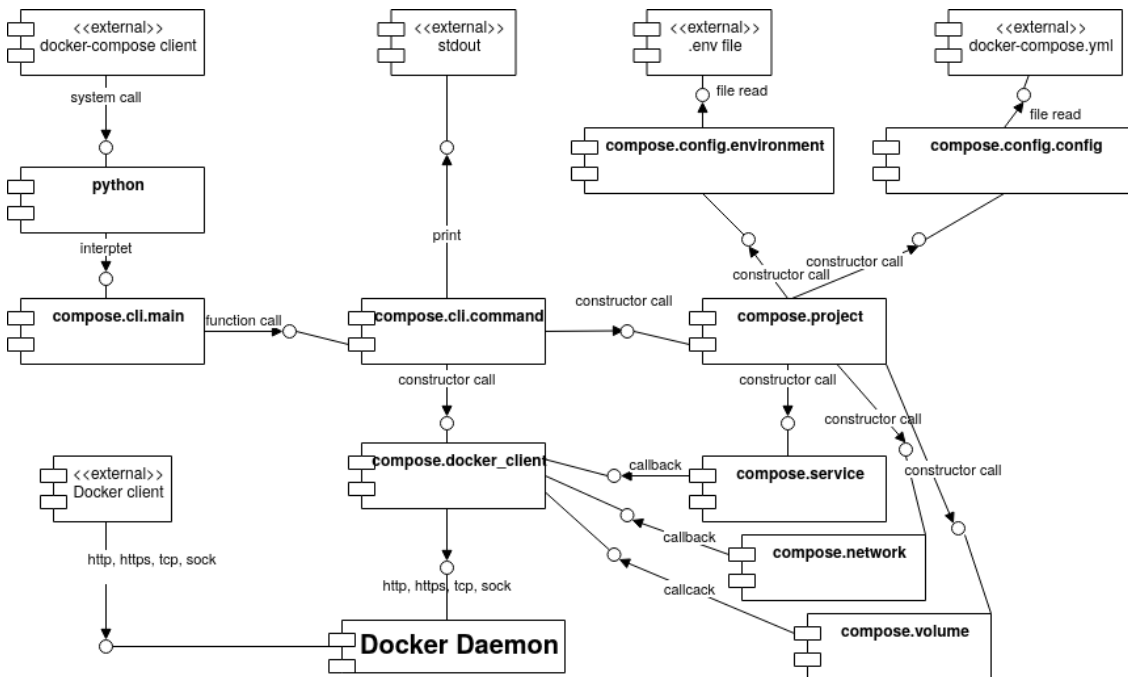 <<external>>
docker-compose client
<<external>>
stdout
<<external>>
.env file
<<external>>
docker-compose.yml
system call
file read
file read
compose.config.environment
compose.config.config
python
print
interptet
constructor call
constructor call
compose.cli.main
function call
compose.cli.command
constructor call
compose.project
constructor call
constructor call
constructor call
constructor call
<<external>>
Docker client
compose.docker_client
callback
compose.service
http, https, tcp, sock
callback
compose.network
http, https, tcp, sock
callcack
compose.volume
Docker Daemon